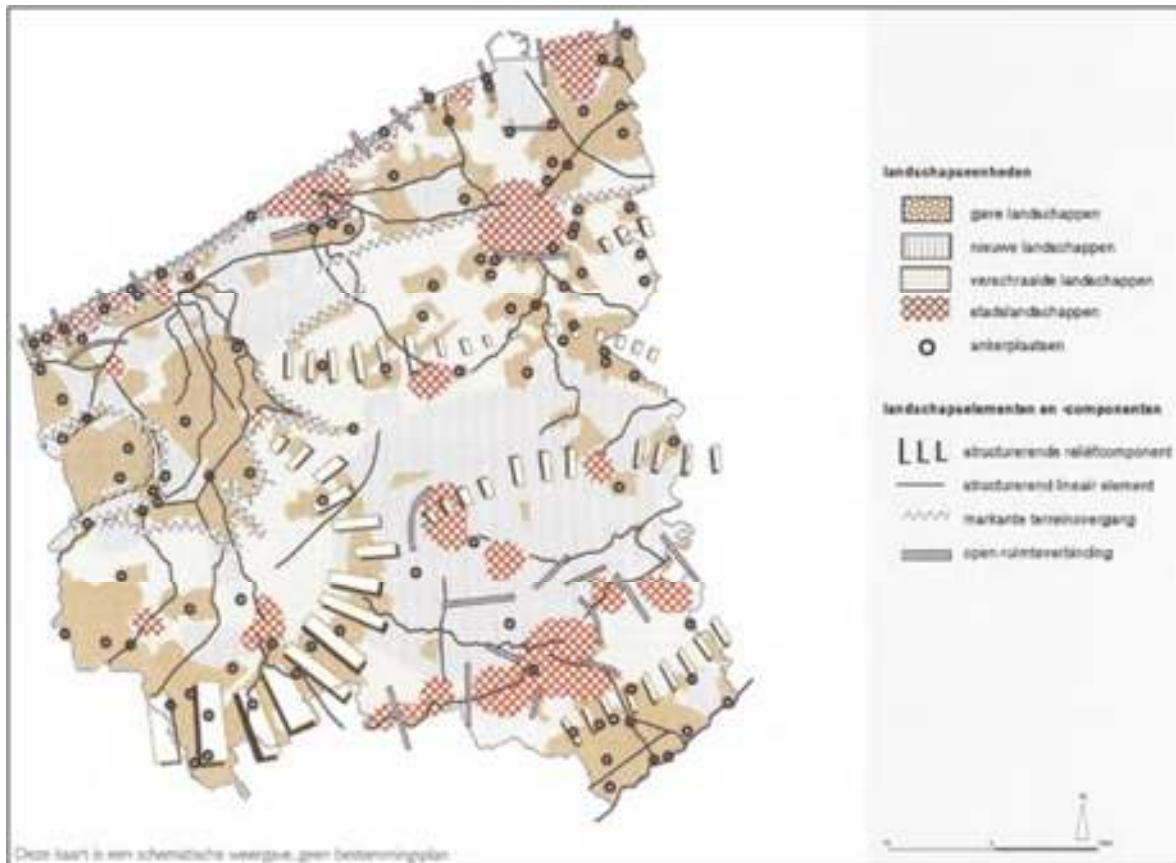 landschapseenheden
gave landschappen
nieuwe landschappen
verschraalde landschappen
stadslandschappen
ankerplaatsen
landschapselementen en -componenten
structurerende reliëfcomponent
structurerend lineair element
markante terreinovergang
open ruimteverbinding
Deze kaart is een schematische weergave, geen bestemmingsplan